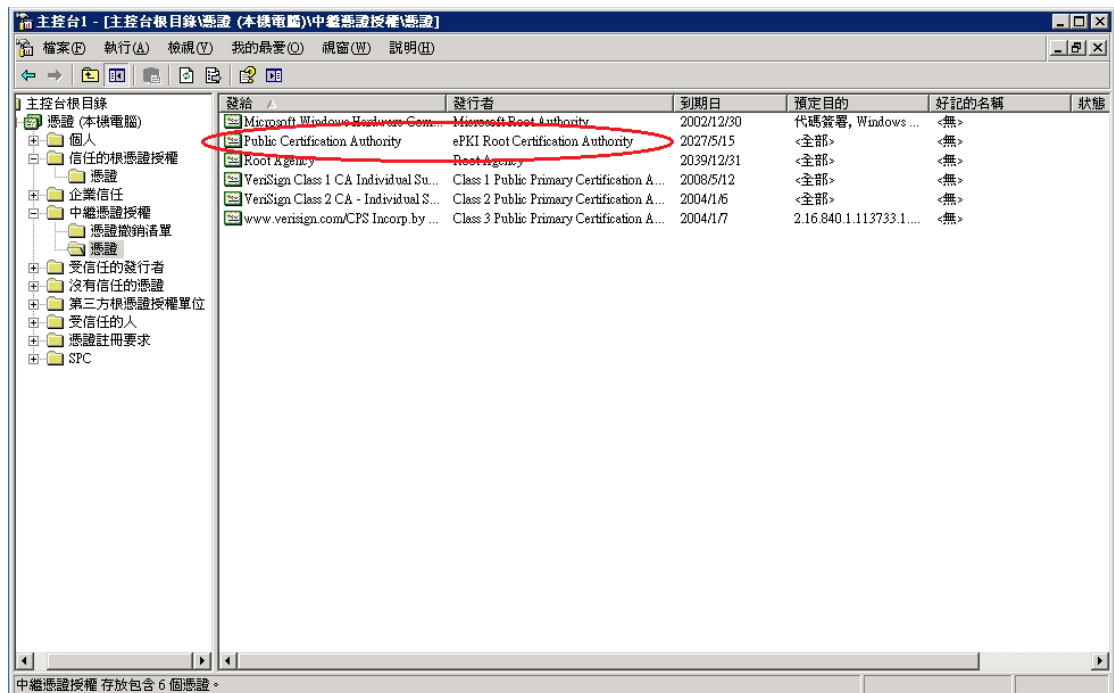 主控台1 - [主控台根目錄\憑證 (本機電腦)\中繼憑證授權\憑證]
檔案(F) 執行(A) 檢視(V) 我的最愛(O) 視窗(W) 說明(H)
主控台根目錄
憑證 (本機電腦)
個人
信任的根憑證授權
憑證
企業信任
中繼憑證授權
憑證撤銷清單
憑證
受信任的發行者
沒有信任的憑證
第三方根憑證授權單位
受信任的人
憑證註冊要求
SPC
發給 發行者 到期日 預定目的 好記的名稱 狀態
Microsoft Windows Hardware Com... Microsoft Root Authority 2002/12/30 代碼簽署, Windows ... <無>
Public Certification Authority ePKI Root Certification Authority 2027/5/15 <全部> <無>
Root Agency Root Agency 2039/12/31 <全部> <無>
VeriSign Class 1 CA Individual Su... Class 1 Public Primary Certification A... 2008/5/12 <全部> <無>
VeriSign Class 2 CA - Individual S... Class 2 Public Primary Certification A... 2004/1/6 <全部> <無>
www.verisign.com/CPS Incorp.by ... Class 3 Public Primary Certification A... 2004/1/7 2.16.840.1.113733.1.... <無>
中繼憑證授權 存放包含 6 個憑證。